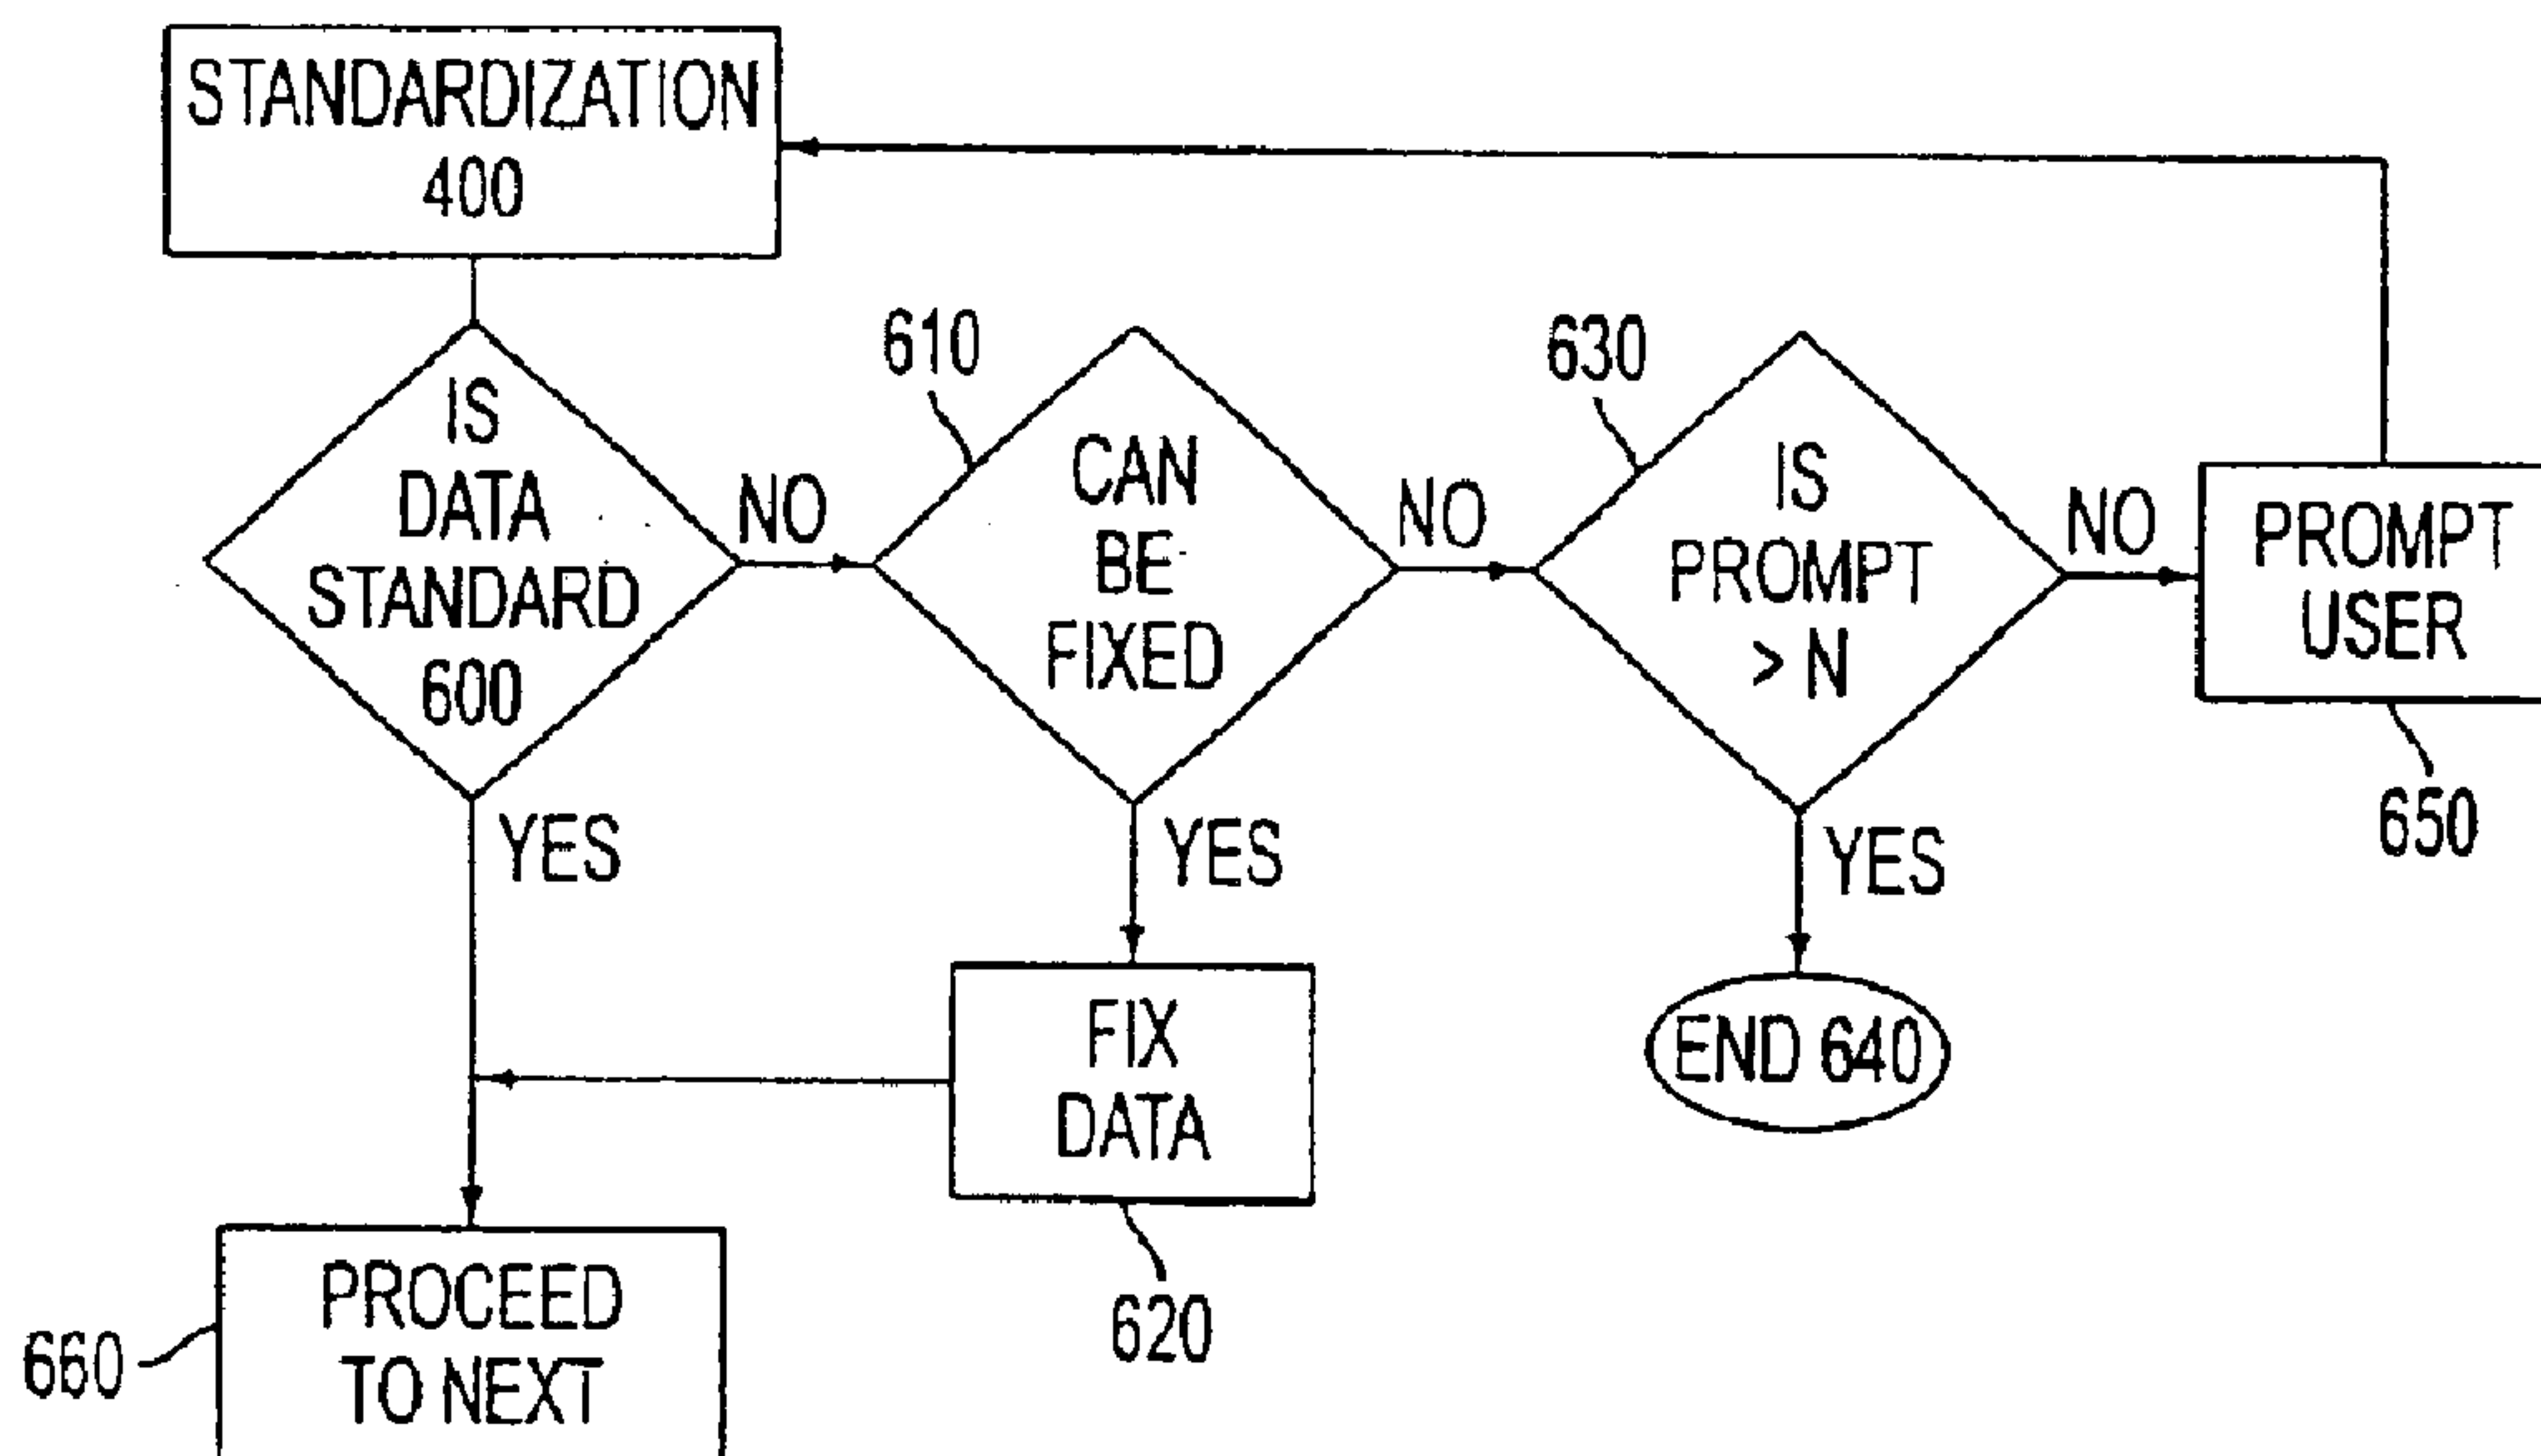 STANDARDIZATION
400
610
630
IS
DATA
STANDARD
600
NO
CAN
BE
FIXED
NO
IS
PROMPT
> N
NO
PROMPT
USER
650
YES
YES
YES
FIX
DATA
620
END 640
660
PROCEED
TO NEXT